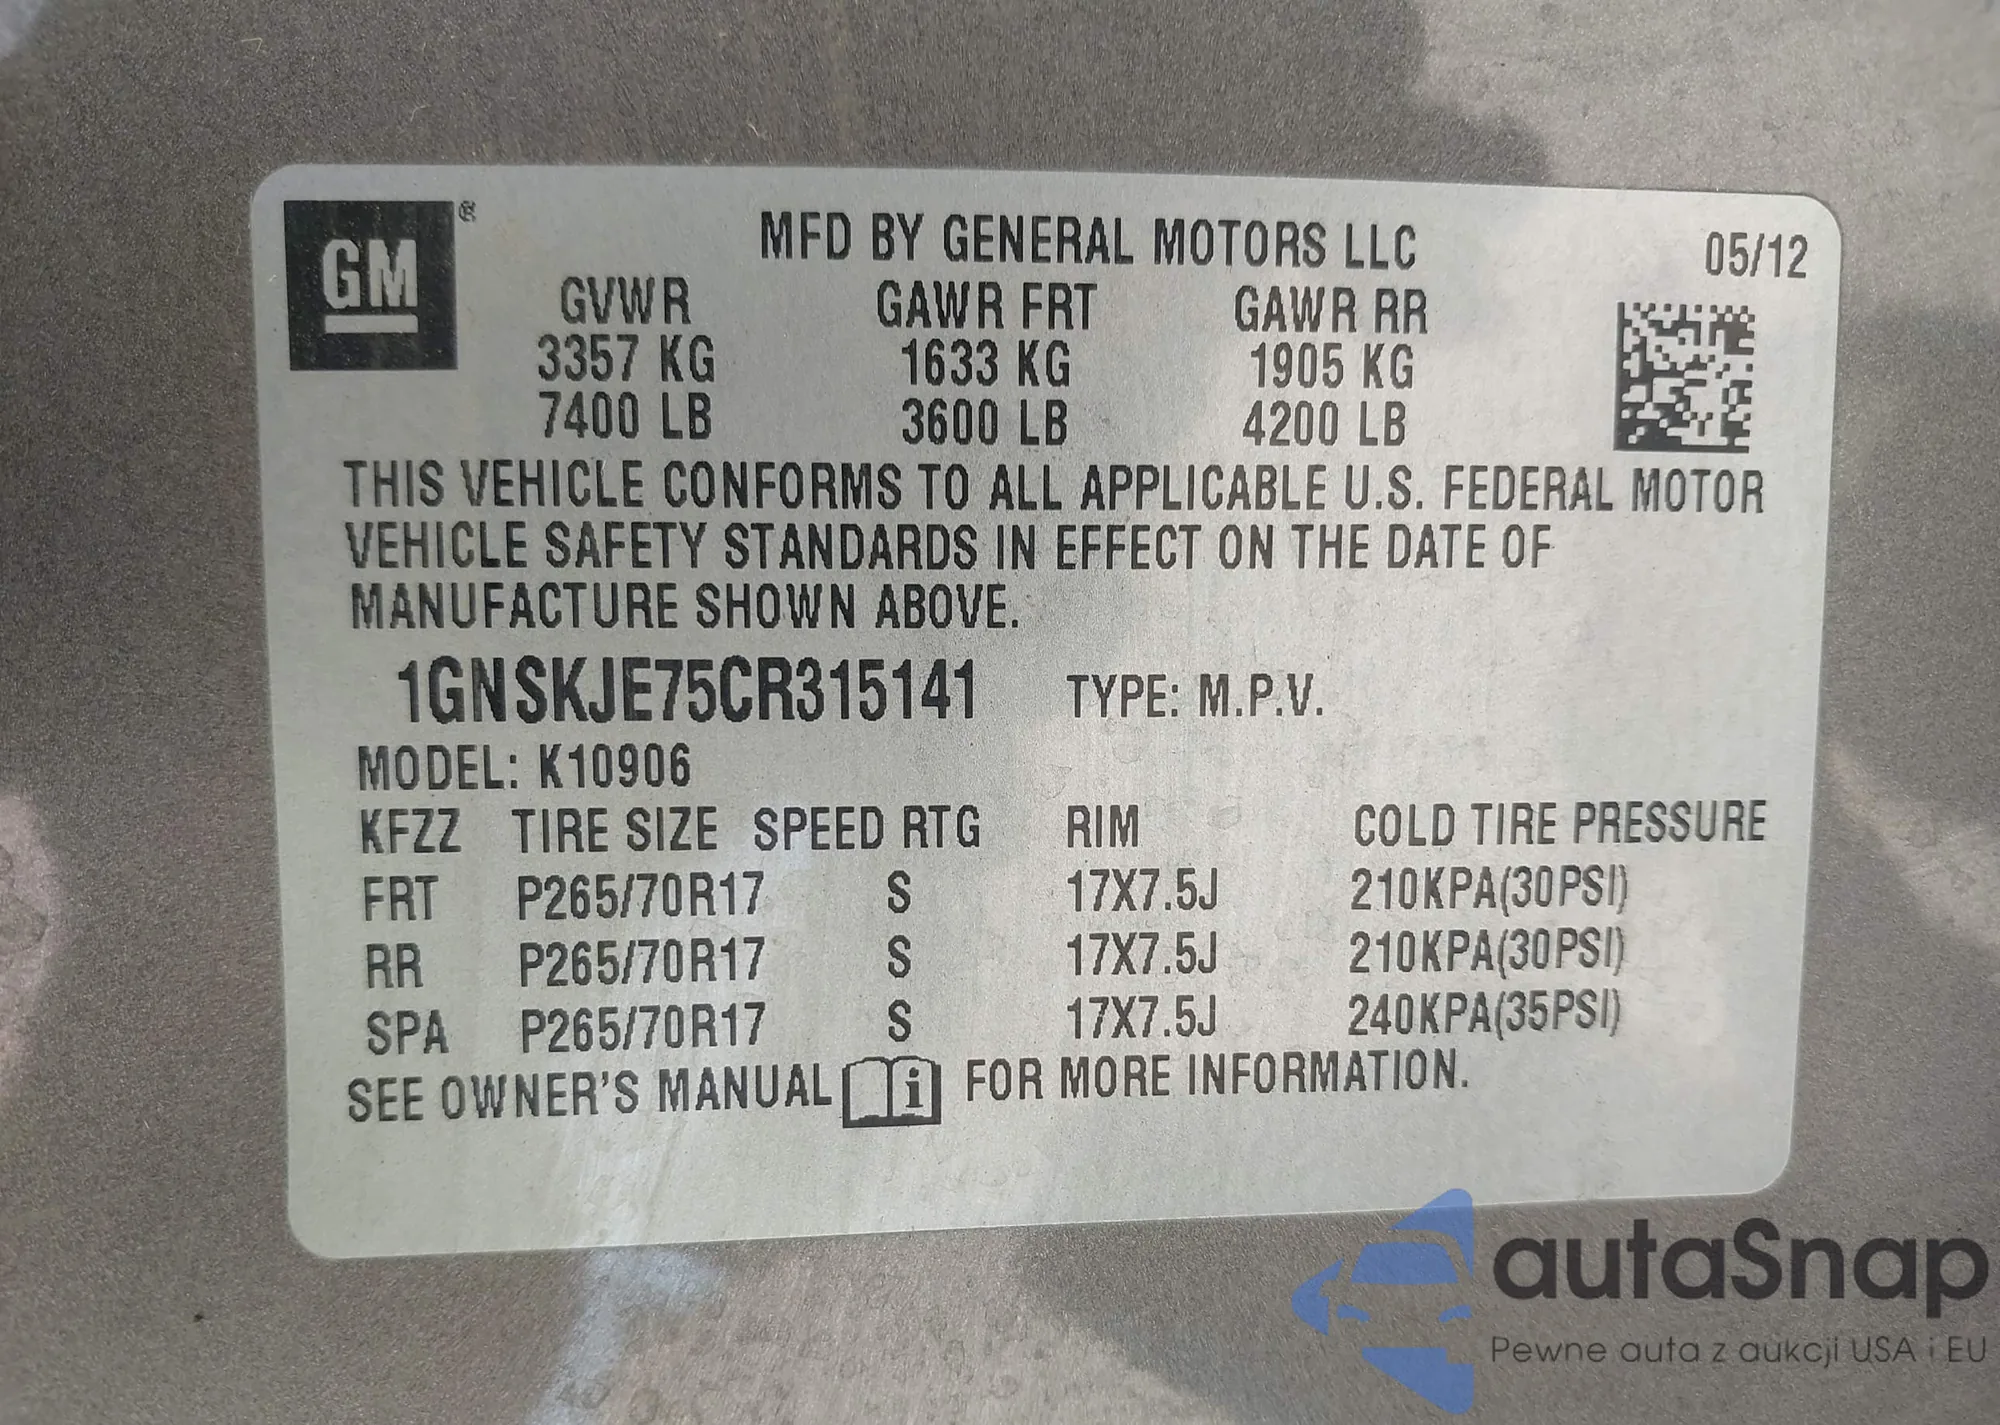 GM®
MFD BY GENERAL MOTORS LLC 05/12
GVWR GAWR FRT GAWR RR
3357 KG 1633 KG 1905 KG
7400 LB 3600 LB 4200 LB
THIS VEHICLE CONFORMS TO ALL APPLICABLE U.S. FEDERAL MOTOR
VEHICLE SAFETY STANDARDS IN EFFECT ON THE DATE OF
MANUFACTURE SHOWN ABOVE.
1GNSKJE75CR315141 TYPE: M.P.V.
MODEL: K10906
KFZZ TIRE SIZE SPEED RTG RIM COLD TIRE PRESSURE
FRT P265/70R17 S 17X7.5J 210KPA(30PSI)
RR P265/70R17 S 17X7.5J 210KPA(30PSI)
SPA P265/70R17 S 17X7.5J 240KPA(35PSI)
SEE OWNER'S MANUAL i FOR MORE INFORMATION.
autaSnap
Pewne auta z aukcji USA i EU